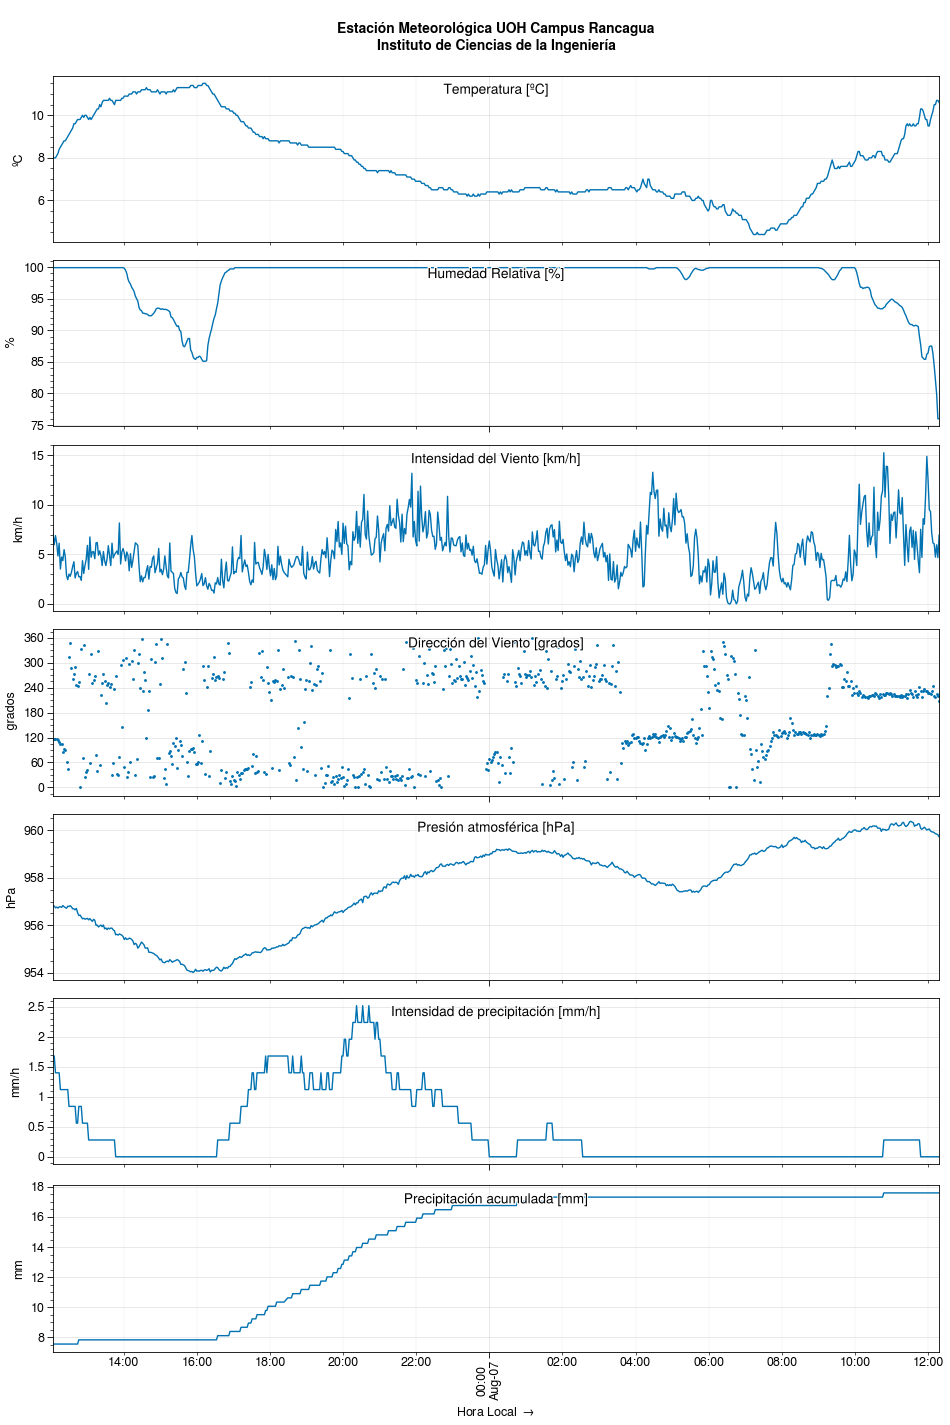 Estación Meteorológica UOH Campus Rancagua
Instituto de Ciencias de la Ingeniería
Temperatura [ºC]
ºC
10
8
6
Humedad Relativa [%]
%
100
95
90
85
80
75
Intensidad del Viento [km/h]
km/h
15
10
5
0
Dirección del Viento [grados]
grados
360
300
240
180
120
60
0
Presión atmosférica [hPa]
hPa
960
958
956
954
Intensidad de precipitación [mm/h]
mm/h
2.5
2
1.5
1
0.5
0
Precipitación acumulada [mm]
mm
18
16
14
12
10
8
14:00 16:00 18:00 20:00 22:00 00:00 02:00 04:00 06:00 08:00 10:00 12:00
Aug-07
Hora Local →